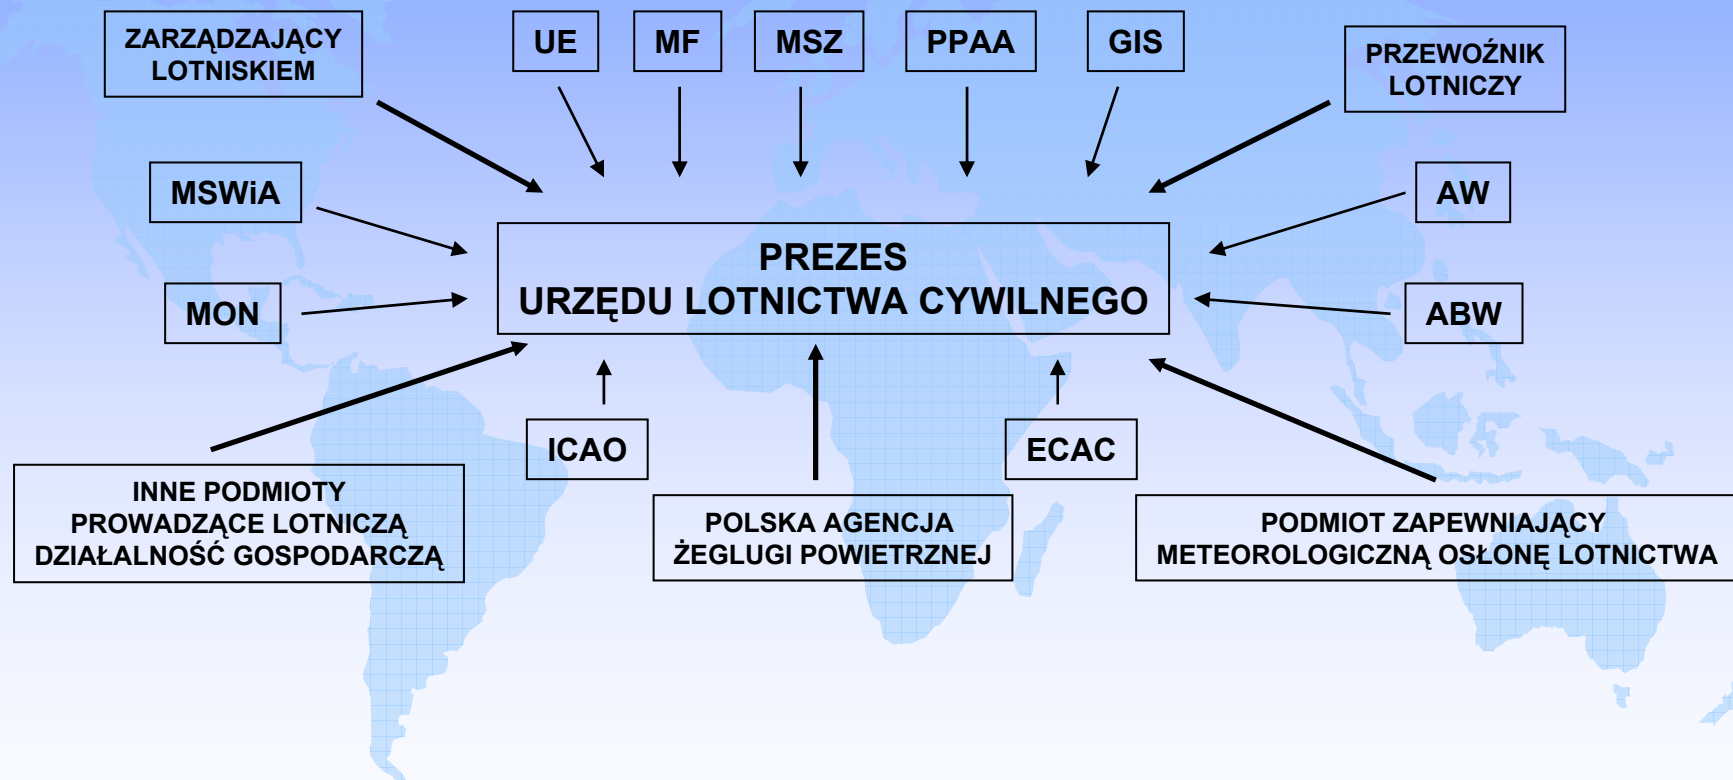 ZARZĄDZAJĄCY
LOTNISKIEM
UE
MF
MSZ
PPAA
GIS
PRZEWOŹNIK
LOTNICZY
MSWiA
AW
PREZES
URZĘDU LOTNICTWA CYWILNEGO
MON
ABW
ICAO
ECAC
INNE PODMIOTY
PROWADZĄCE LOTNICZĄ
DZIAŁALNOŚĆ GOSPODARCZĄ
POLSKA AGENCJA
ŻEGLUGI POWIETRZNEJ
PODMIOT ZAPEWNIAJĄCY
METEOROLOGICZNĄ OSŁONĘ LOTNICTWA